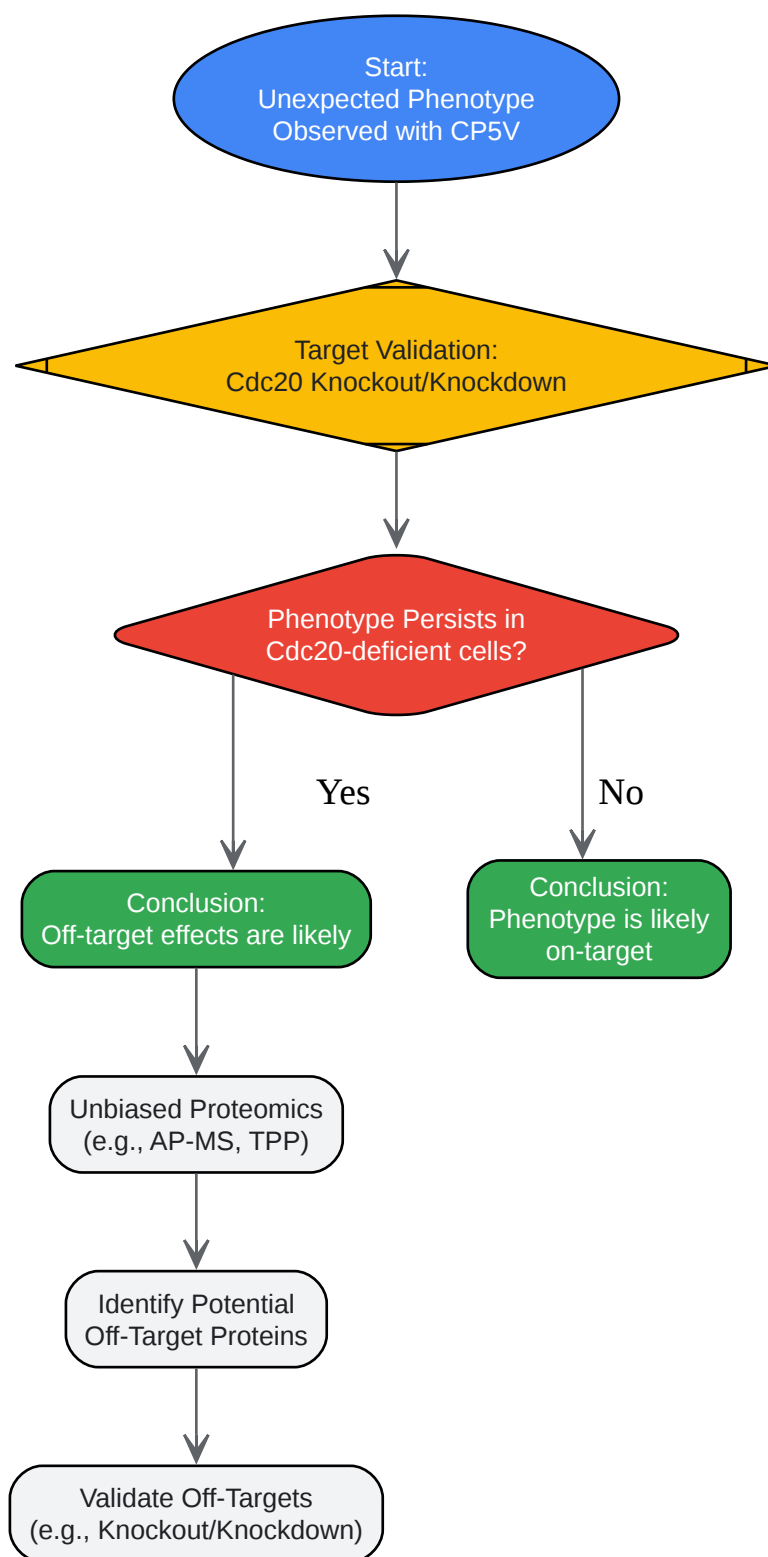 Start:
Unexpected Phenotype
Observed with CP5V
Target Validation:
Cdc20 Knockout/Knockdown
Phenotype Persists in
Cdc20-deficient cells?
Yes
No
Conclusion:
Off-target effects are likely
Conclusion:
Phenotype is likely
on-target
Unbiased Proteomics
(e.g., AP-MS, TPP)
Identify Potential
Off-Target Proteins
Validate Off-Targets
(e.g., Knockout/Knockdown)